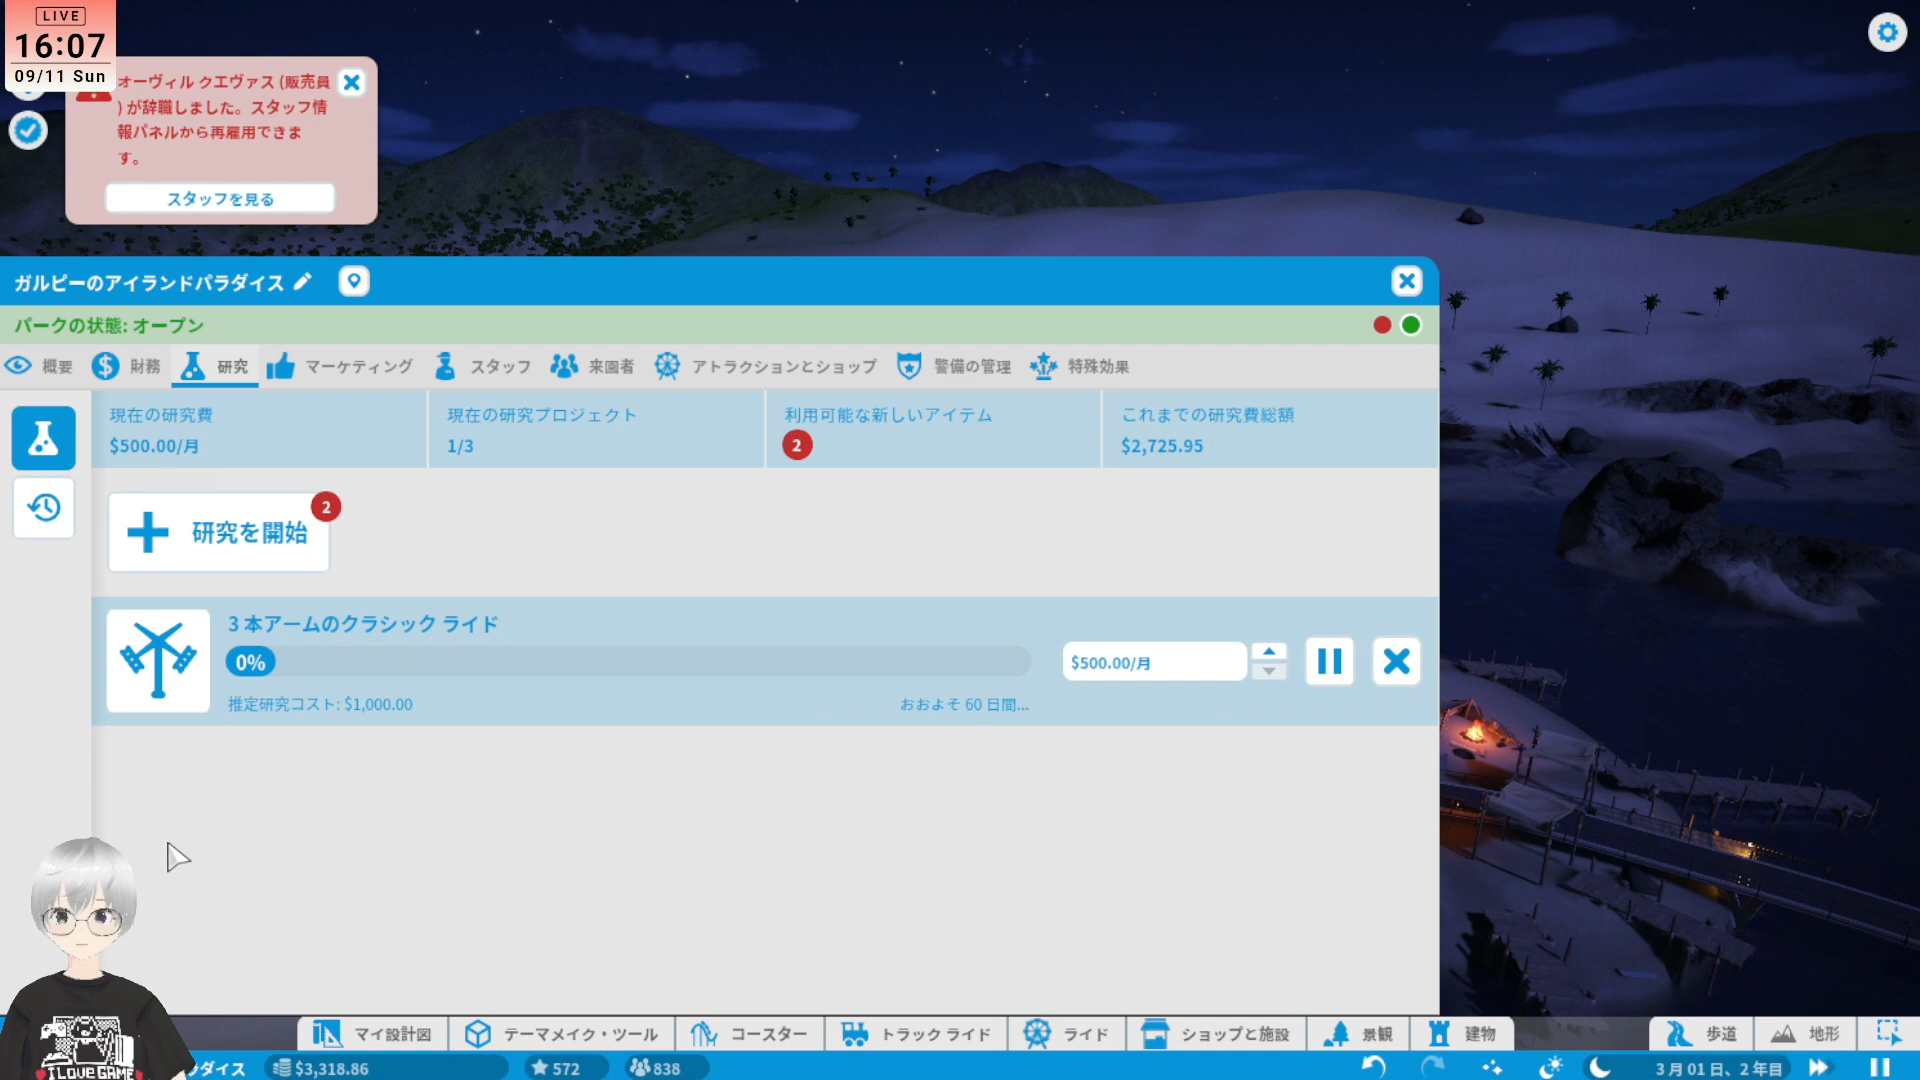 LIVE
16:07
09/11 Sun
オーヴィル クエヴァス (販売員
) が辞職しました。スタッフ情
報パネルから再雇用できま
す。
スタッフを見る
ガルピーのアイランドパラダイス
パークの状態: オープン
概要
財務
研究
マーケティング
スタッフ
来園者
アトラクションとショップ
警備の管理
特殊効果
現在の研究費
$500.00/月
現在の研究プロジェクト
1/3
利用可能な新しいアイテム
2
これまでの研究費総額
$2,725.95
研究を開始
2
3 本アームのクラシック ライド
0%
$500.00/月
推定研究コスト: $1,000.00
おおよそ 60 日間...
I LOVE GAME
マイ設計図
テーマメイク・ツール
コースター
トラック ライド
ライド
ショップと施設
景観
建物
歩道
地形
ダイス
$3,318.86
572
838
3 月 01 日、2 年目